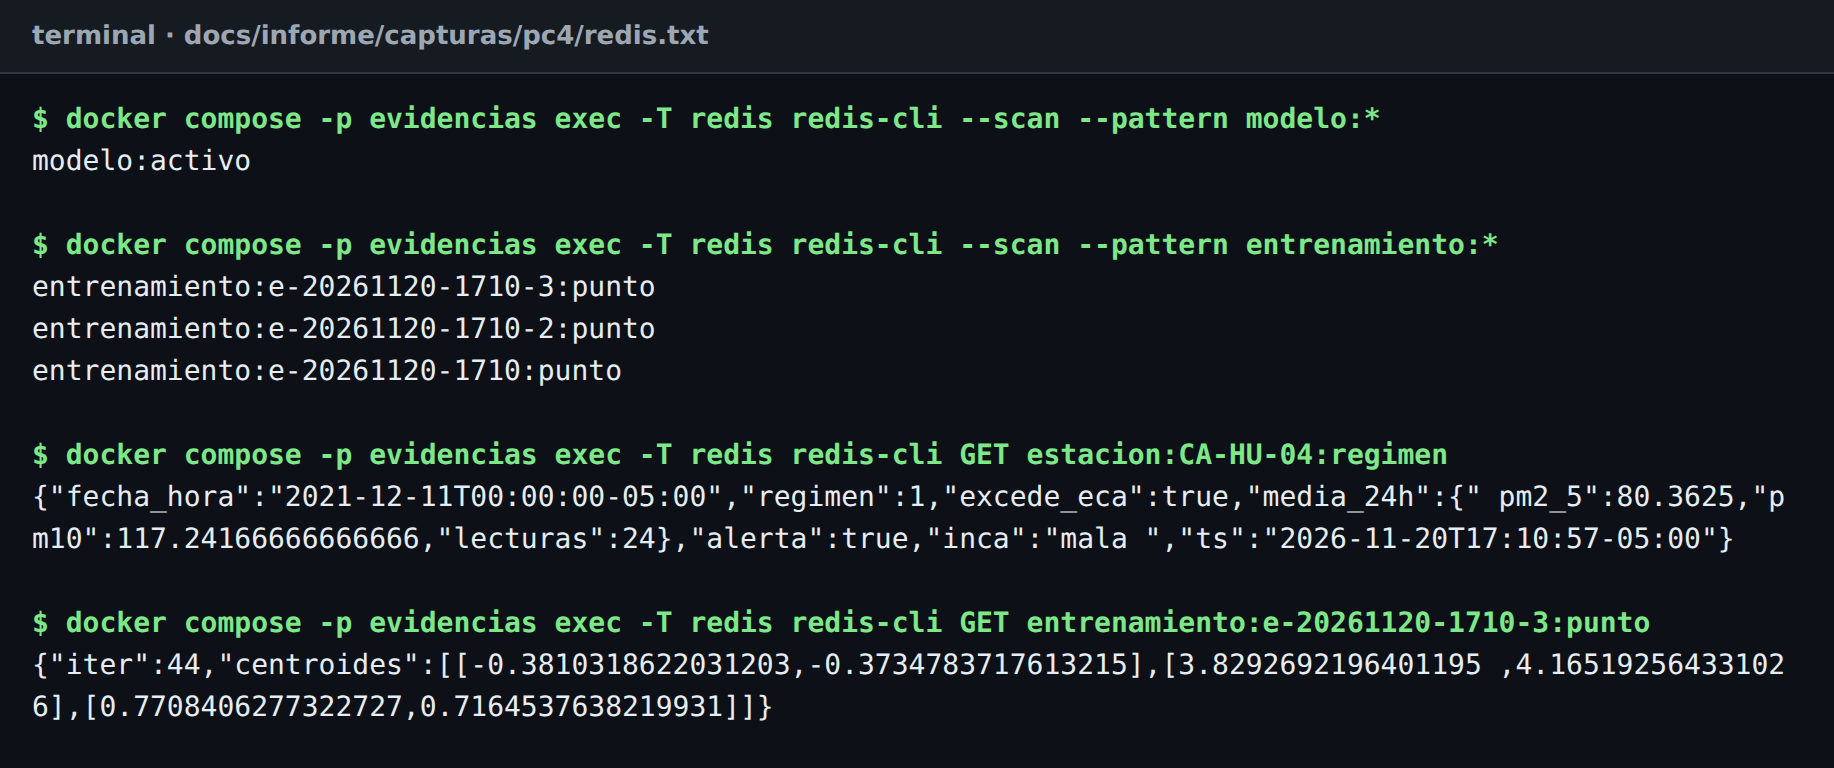 terminal · docs/informe/capturas/pc4/redis.txt
$ docker compose -p evidencias exec -T redis redis-cli --scan --pattern modelo:*
modelo:activo
$ docker compose -p evidencias exec -T redis redis-cli --scan --pattern entrenamiento:*
entrenamiento:e-20261120-1710-3:punto
entrenamiento:e-20261120-1710-2:punto
entrenamiento:e-20261120-1710:punto
$ docker compose -p evidencias exec -T redis redis-cli GET estacion:CA-HU-04:regimen
{"fecha_hora":"2021-12-11T00:00:00-05:00","regimen":1,"excede_eca":true,"media_24h":{" pm2_5":80.3625,"p
m10":117.24166666666666,"lecturas":24},"alerta":true,"inca":"mala ","ts":"2026-11-20T17:10:57-05:00"}
$ docker compose -p evidencias exec -T redis redis-cli GET entrenamiento:e-20261120-1710-3:punto
{"iter":44,"centroides":[[-0.3810318622031203,-0.3734783717613215],[3.8292692196401195 ,4.16519256433102
6],[0.7708406277322727,0.7164537638219931]]}